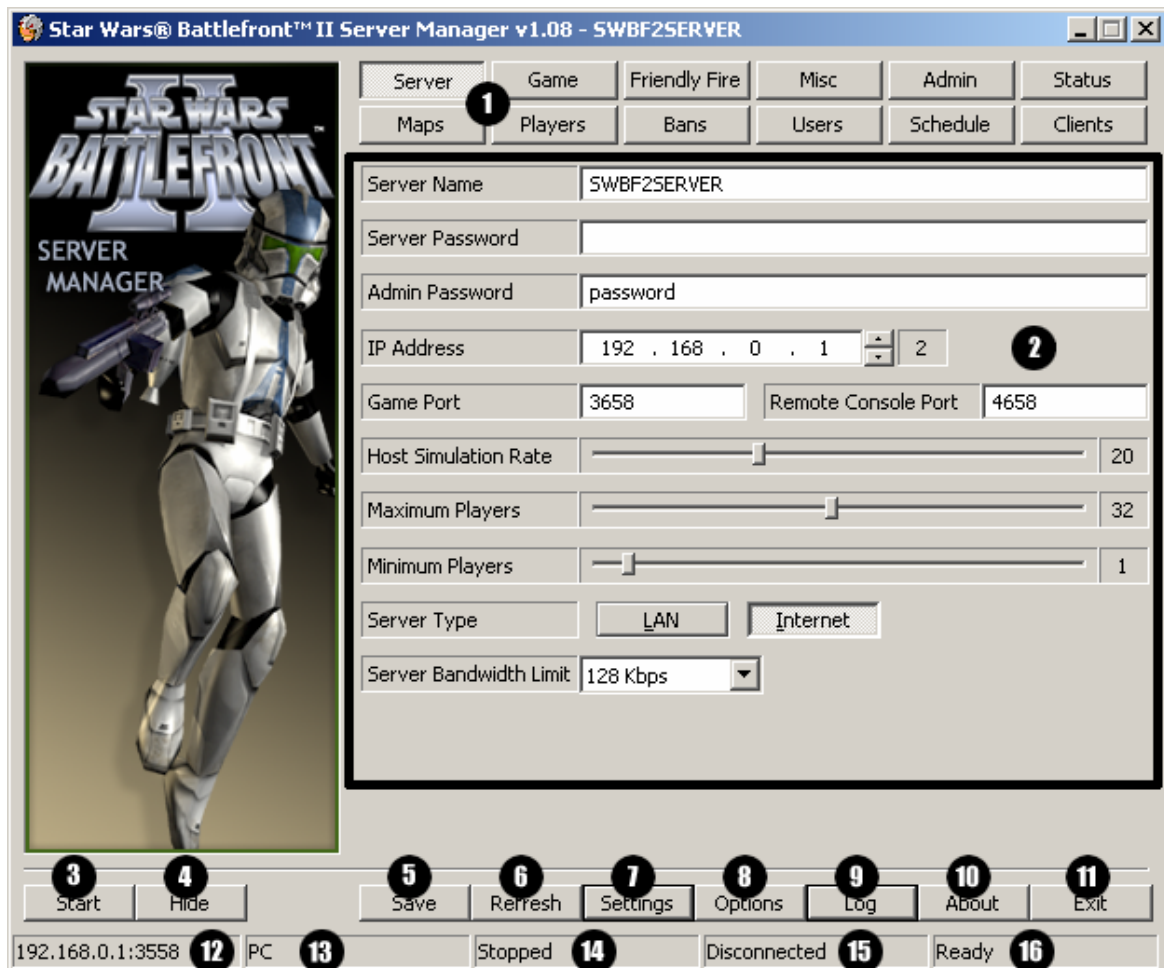 Star Wars® Battlefront™ II Server Manager v1.08 - SWBF2SERVER
STAR WARS
BATTLEFRONT™
II
SERVER
MANAGER
Server Game Friendly Fire Misc Admin Status
1
Maps Players Bans Users Schedule Clients
Server Name SWBF2SERVER
Server Password
Admin Password password
IP Address 192 . 168 . 0 . 1 2 2
Game Port 3658 Remote Console Port 4658
Host Simulation Rate 20
Maximum Players 32
Minimum Players 1
Server Type LAN Internet
Server Bandwidth Limit 128 Kbps
3 4 5 6 7 8 9 10 11
Start Hide Save Refresh Settings Options Log About Exit
192.168.0.1:3558 12 PC 13 Stopped 14 Disconnected 15 Ready 16